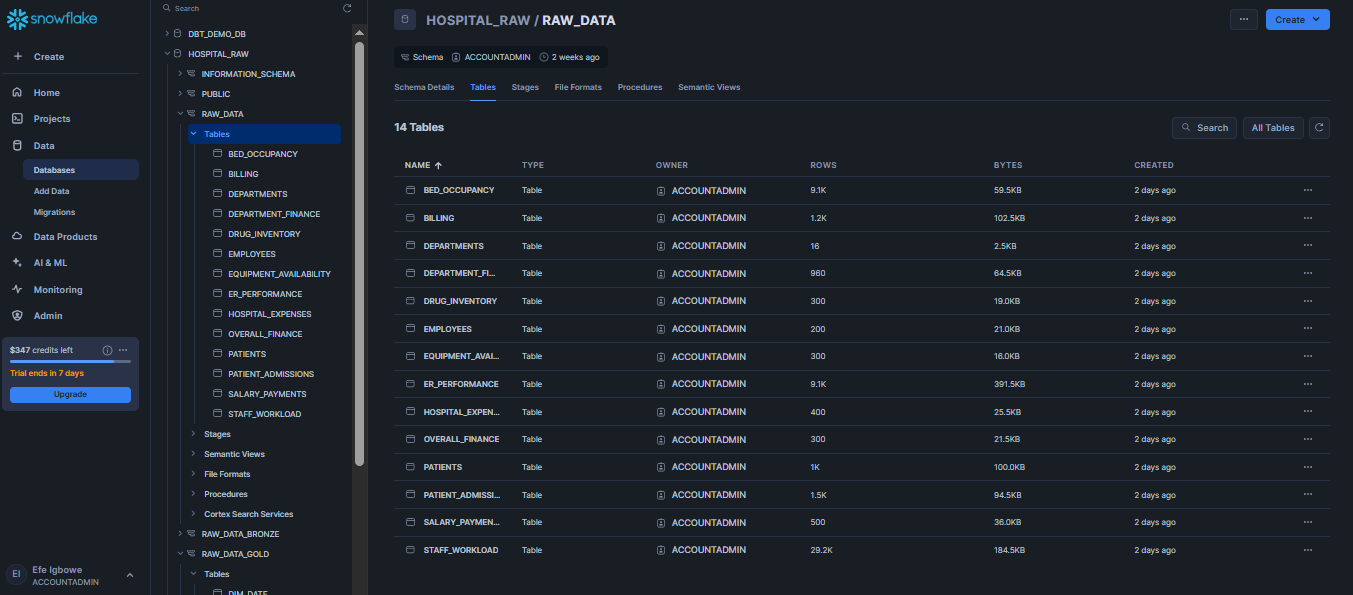 snowflake
Create
Home
Projects
Data
Databases
Add Data
Migrations
Data Products
AI & ML
Monitoring
Admin
$347 credits left
Trial ends in 7 days
Upgrade
EI
Efe Igbowe
ACCOUNTADMIN
Search
DBT_DEMO_DB
HOSPITAL_RAW
INFORMATION_SCHEMA
PUBLIC
RAW_DATA
Tables
BED_OCCUPANCY
BILLING
DEPARTMENTS
DEPARTMENT_FINANCE
DRUG_INVENTORY
EMPLOYEES
EQUIPMENT_AVAILABILITY
ER_PERFORMANCE
HOSPITAL_EXPENSES
OVERALL_FINANCE
PATIENTS
PATIENT_ADMISSIONS
SALARY_PAYMENTS
STAFF_WORKLOAD
Stages
Semantic Views
File Formats
Procedures
Cortex Search Services
RAW_DATA_BRONZE
RAW_DATA_GOLD
Tables
DIM_DATE
HOSPITAL_RAW / RAW_DATA
... Create
Schema ACCOUNTADMIN 2 weeks ago
Schema Details Tables Stages File Formats Procedures Semantic Views
14 Tables
Search All Tables
NAME TYPE OWNER ROWS BYTES CREATED
BED_OCCUPANCY Table ACCOUNTADMIN 9.1K 59.5KB 2 days ago ...
BILLING Table ACCOUNTADMIN 1.2K 102.5KB 2 days ago ...
DEPARTMENTS Table ACCOUNTADMIN 16 2.5KB 2 days ago ...
DEPARTMENT_FI... Table ACCOUNTADMIN 960 64.5KB 2 days ago ...
DRUG_INVENTORY Table ACCOUNTADMIN 300 19.0KB 2 days ago ...
EMPLOYEES Table ACCOUNTADMIN 200 21.0KB 2 days ago ...
EQUIPMENT_AVAI... Table ACCOUNTADMIN 300 16.0KB 2 days ago ...
ER_PERFORMANCE Table ACCOUNTADMIN 9.1K 391.5KB 2 days ago ...
HOSPITAL_EXPEN... Table ACCOUNTADMIN 400 25.5KB 2 days ago ...
OVERALL_FINANCE Table ACCOUNTADMIN 300 21.5KB 2 days ago ...
PATIENTS Table ACCOUNTADMIN 1K 100.0KB 2 days ago ...
PATIENT_ADMISSI... Table ACCOUNTADMIN 1.5K 94.5KB 2 days ago ...
SALARY_PAYMEN... Table ACCOUNTADMIN 500 36.0KB 2 days ago ...
STAFF_WORKLOAD Table ACCOUNTADMIN 29.2K 184.5KB 2 days ago ...